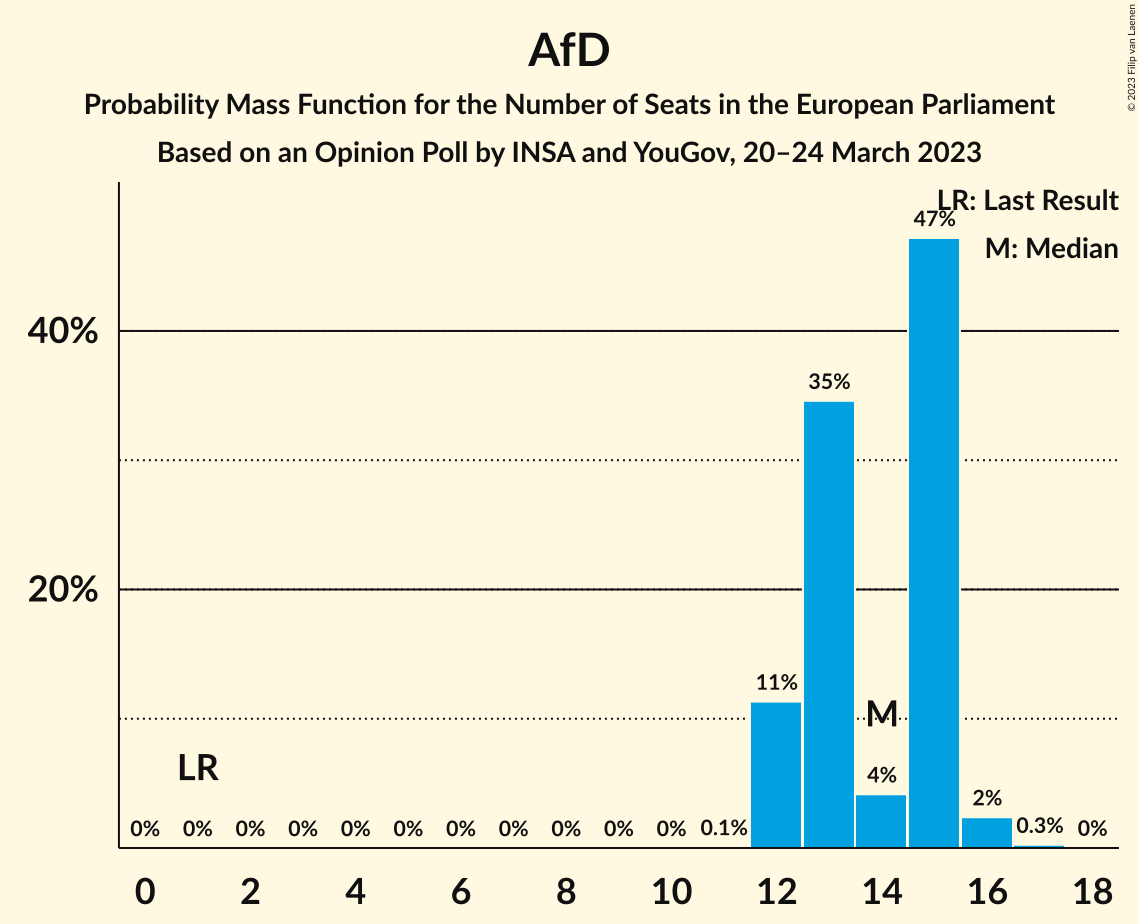 AfD
Probability Mass Function for the Number of Seats in the European Parliament
Based on an Opinion Poll by INSA and YouGov, 20–24 March 2023
© 2023 Filip van Laenen
LR: Last Result
M: Median
47%
40%
35%
20%
11%
M
LR
4%
2%
0% 0% 0% 0% 0% 0% 0% 0% 0% 0% 0% 0.1% 0.3% 0%
0 2 4 6 8 10 12 14 16 18